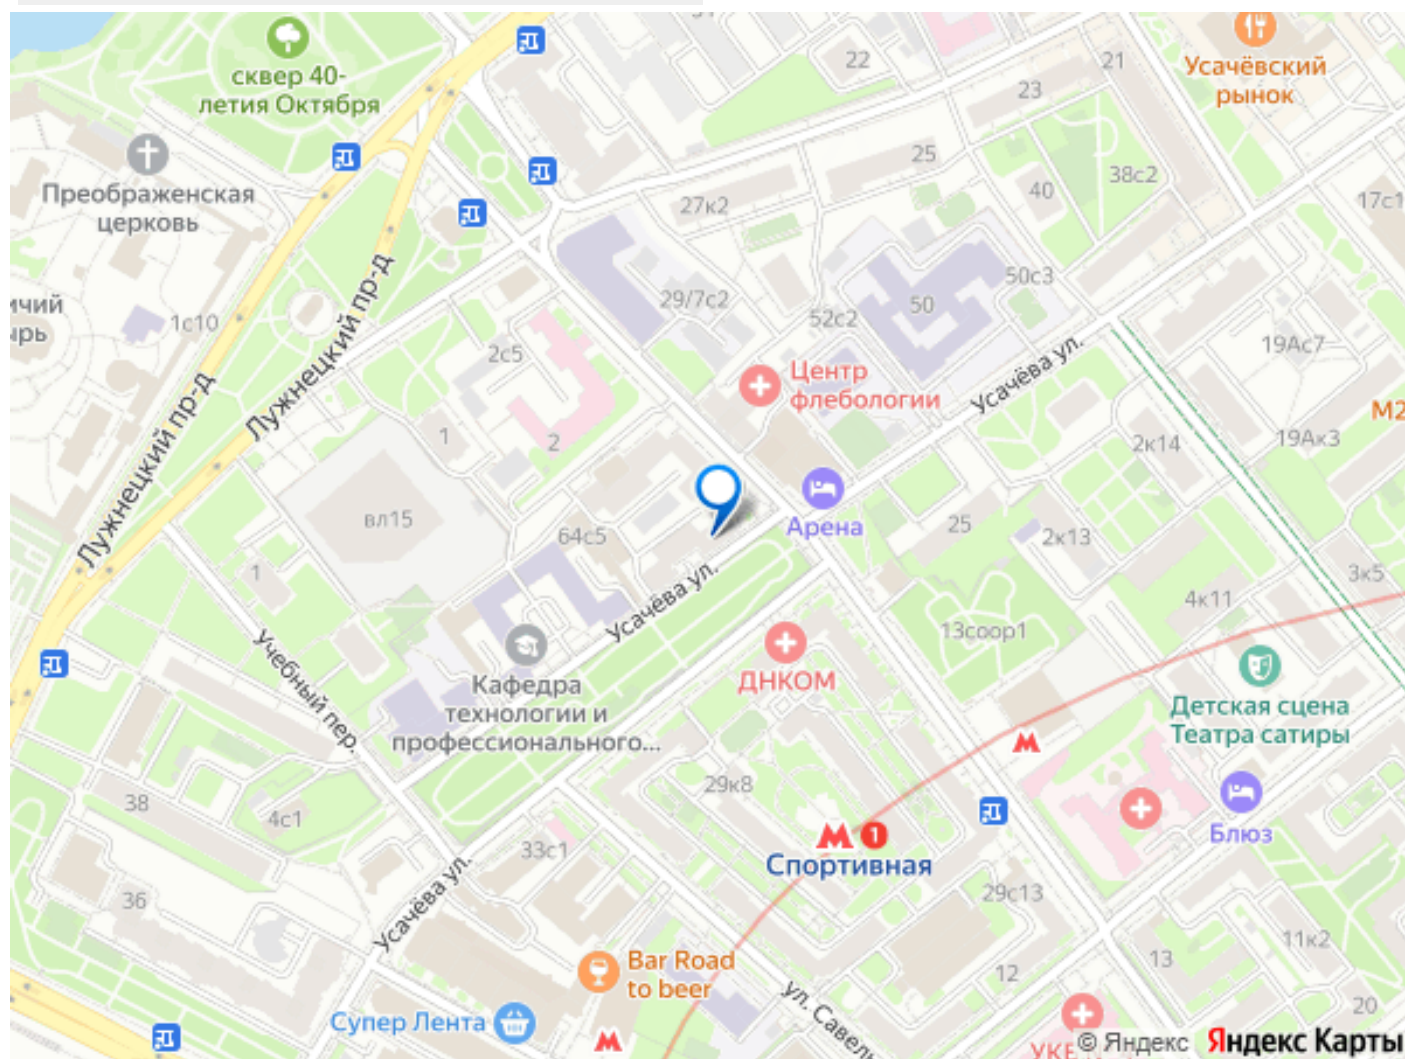 22
21
Усачёвский
рынок
сквер 40-
летия Октября
23
25
38с2
Преображенская
церковь
27к2
40
17с1
50с3
29/7с2
50
52с2
1с10
2с5
Лужнецкий пр-д
19Ас7
Усачёва ул.
Центр
флебологии
М2
Лужнецкий пр-д
1
2
2к14
19Ак3
вл15
64с5
Арена
25
2к13
1
3к5
Усачёва ул.
4к11
13соор1
Учебный пер.
ДНКОМ
Кафедра
технологии и
профессионального...
Детская сцена
Театра сатиры
29к8
38
4с1
Блюз
1
Спортивная
33с1
36
29с13
Усачёва ул.
11к2
Bar Road
to beer
12
13
20
Супер Лента
ул. Савель
УКЕ
© Яндекс Яндекс Карты